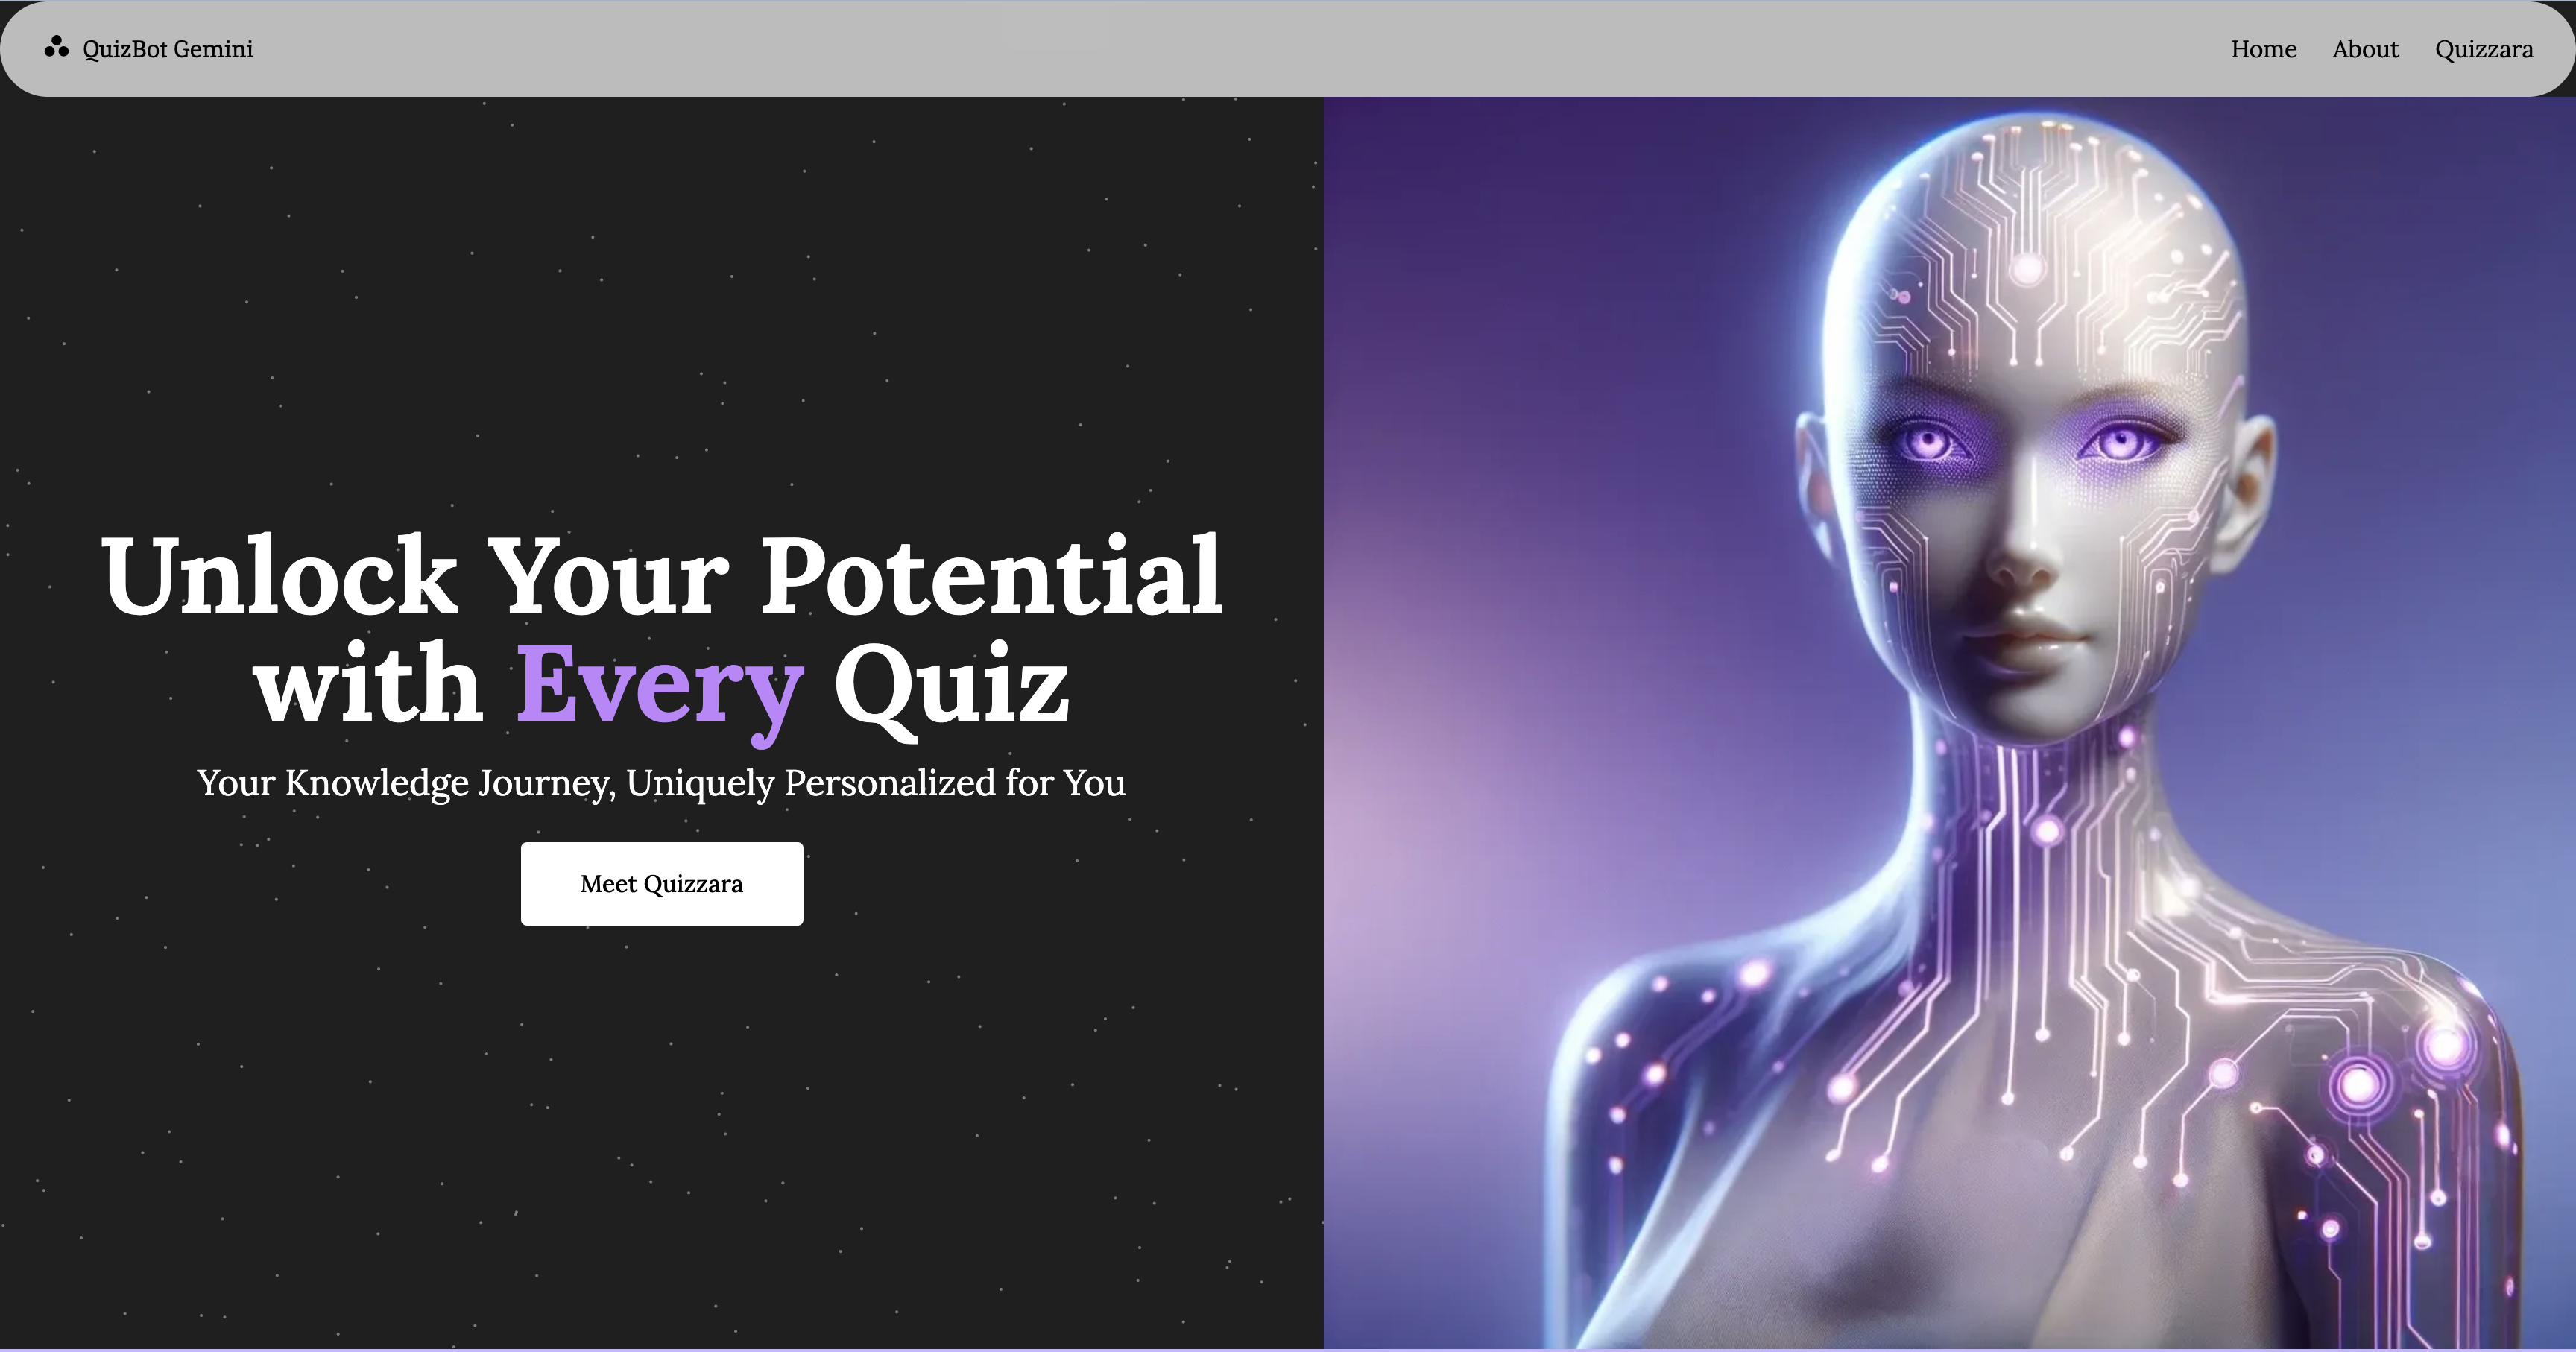 QuizBot Gemini
Home About Quizzara
Unlock Your Potential
with Every Quiz
Your Knowledge Journey, Uniquely Personalized for You
Meet Quizzara